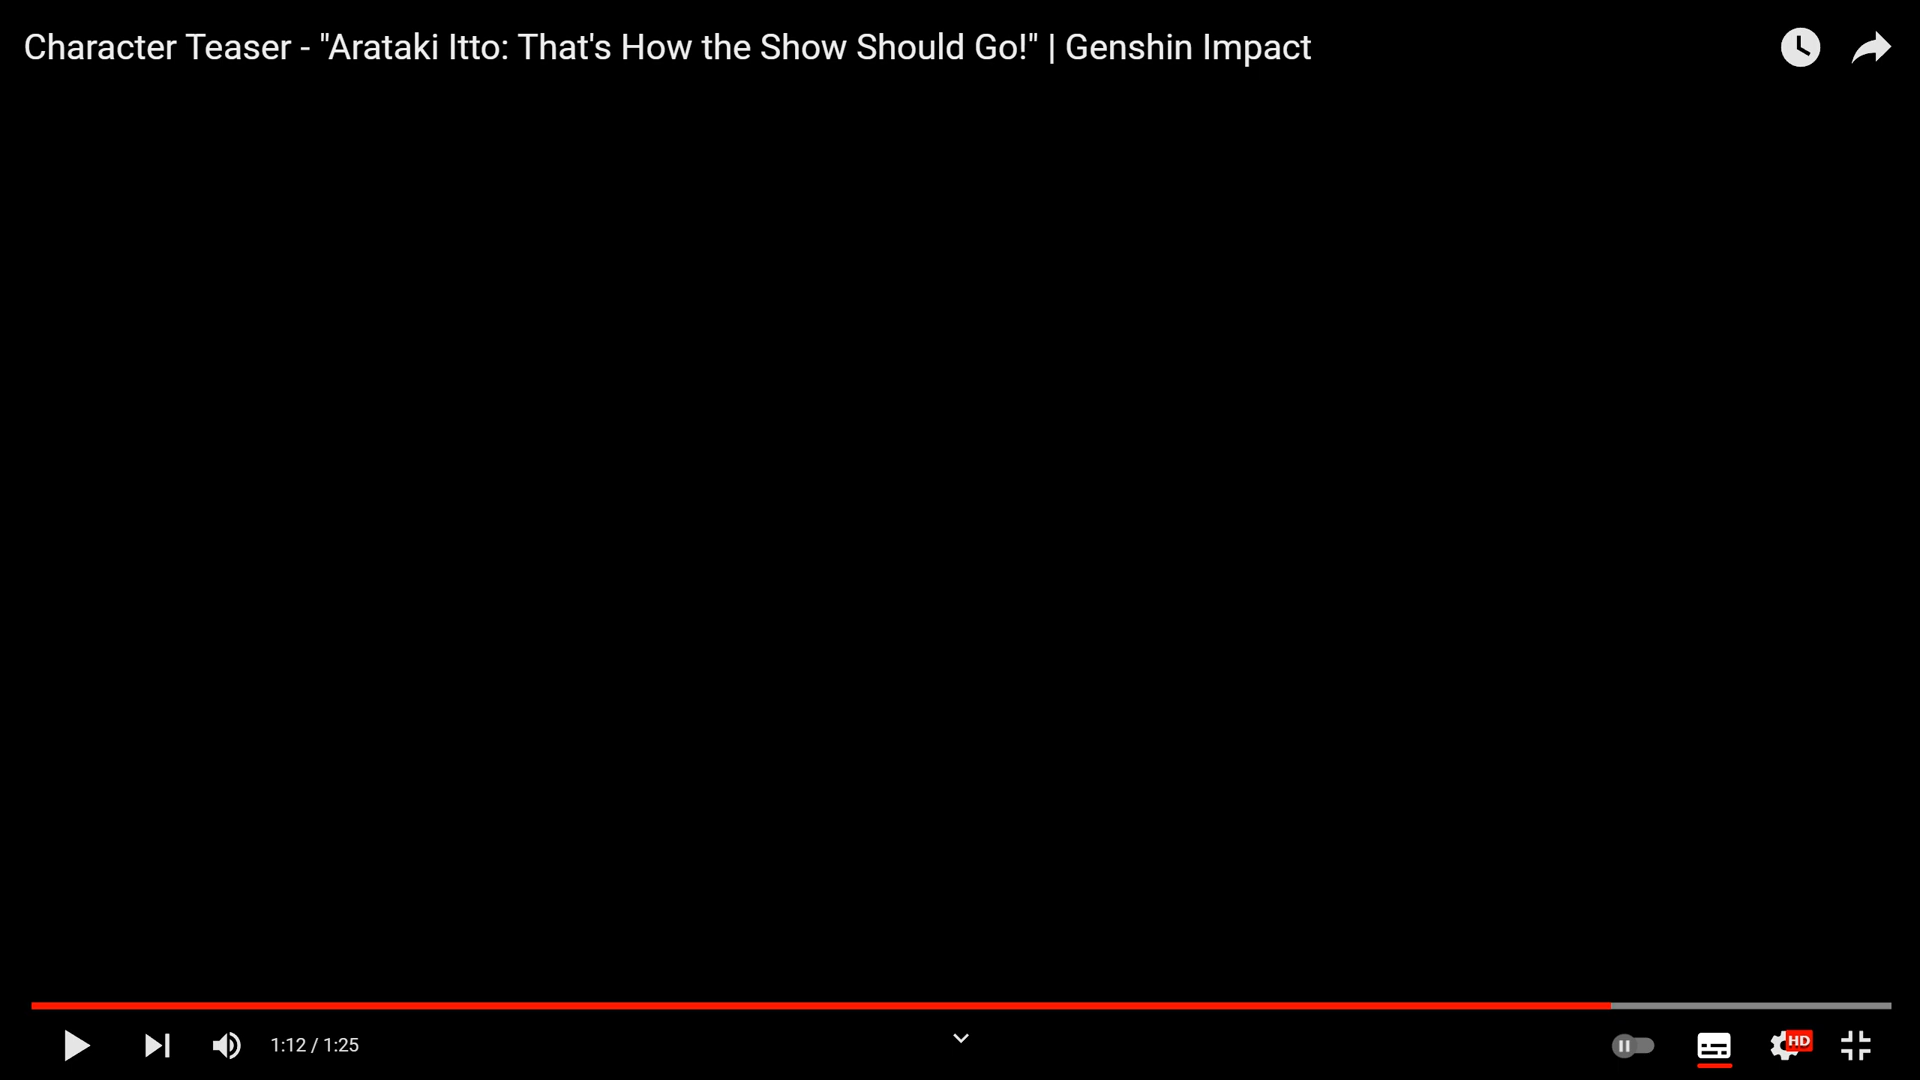 Character Teaser - "Arataki Itto: That's How the Show Should Go!" | Genshin Impact
1:12 / 1:25
HD